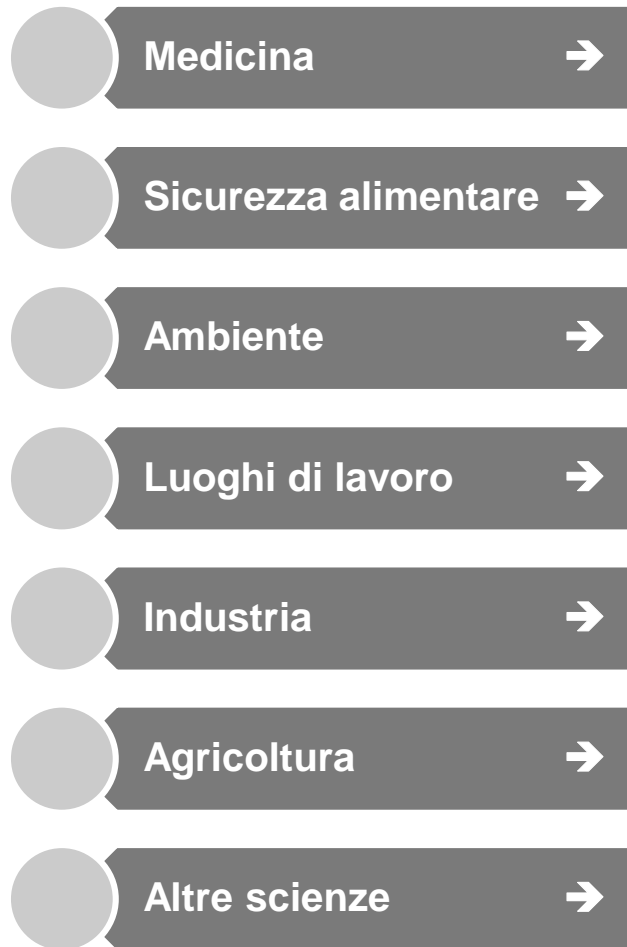 Medicina ➔
Sicurezza alimentare ➔
Ambiente ➔
Luoghi di lavoro ➔
Industria ➔
Agricoltura ➔
Altre scienze ➔